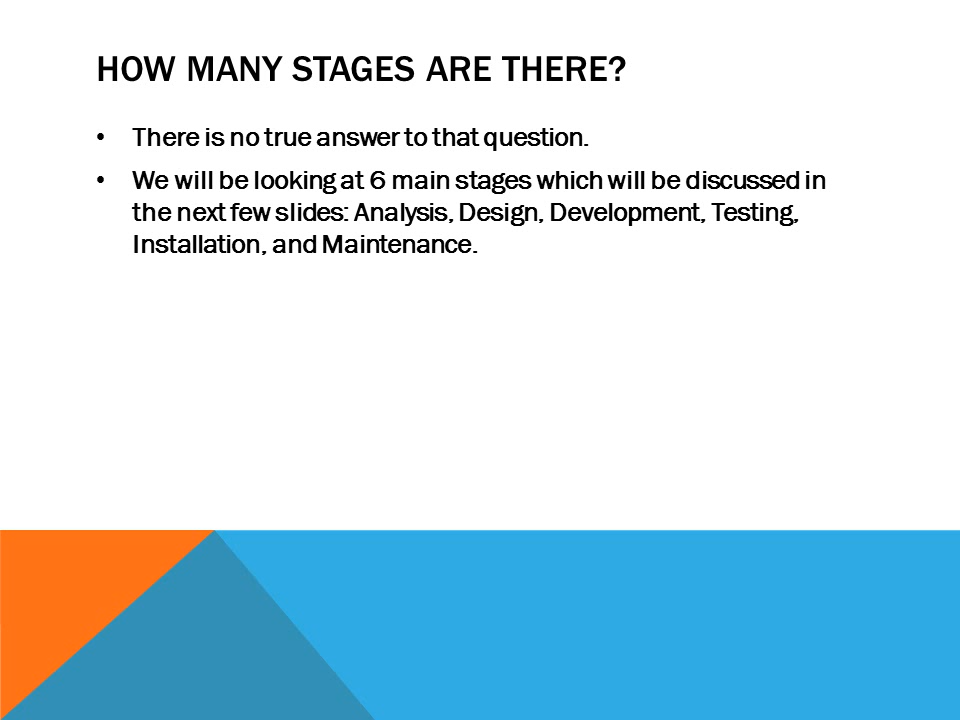 HOW MANY STAGES ARE THERE?
• There is no true answer to that question.
• We will be looking at 6 main stages which will be discussed in
the next few slides: Analysis, Design, Development, Testing,
Installation, and Maintenance.